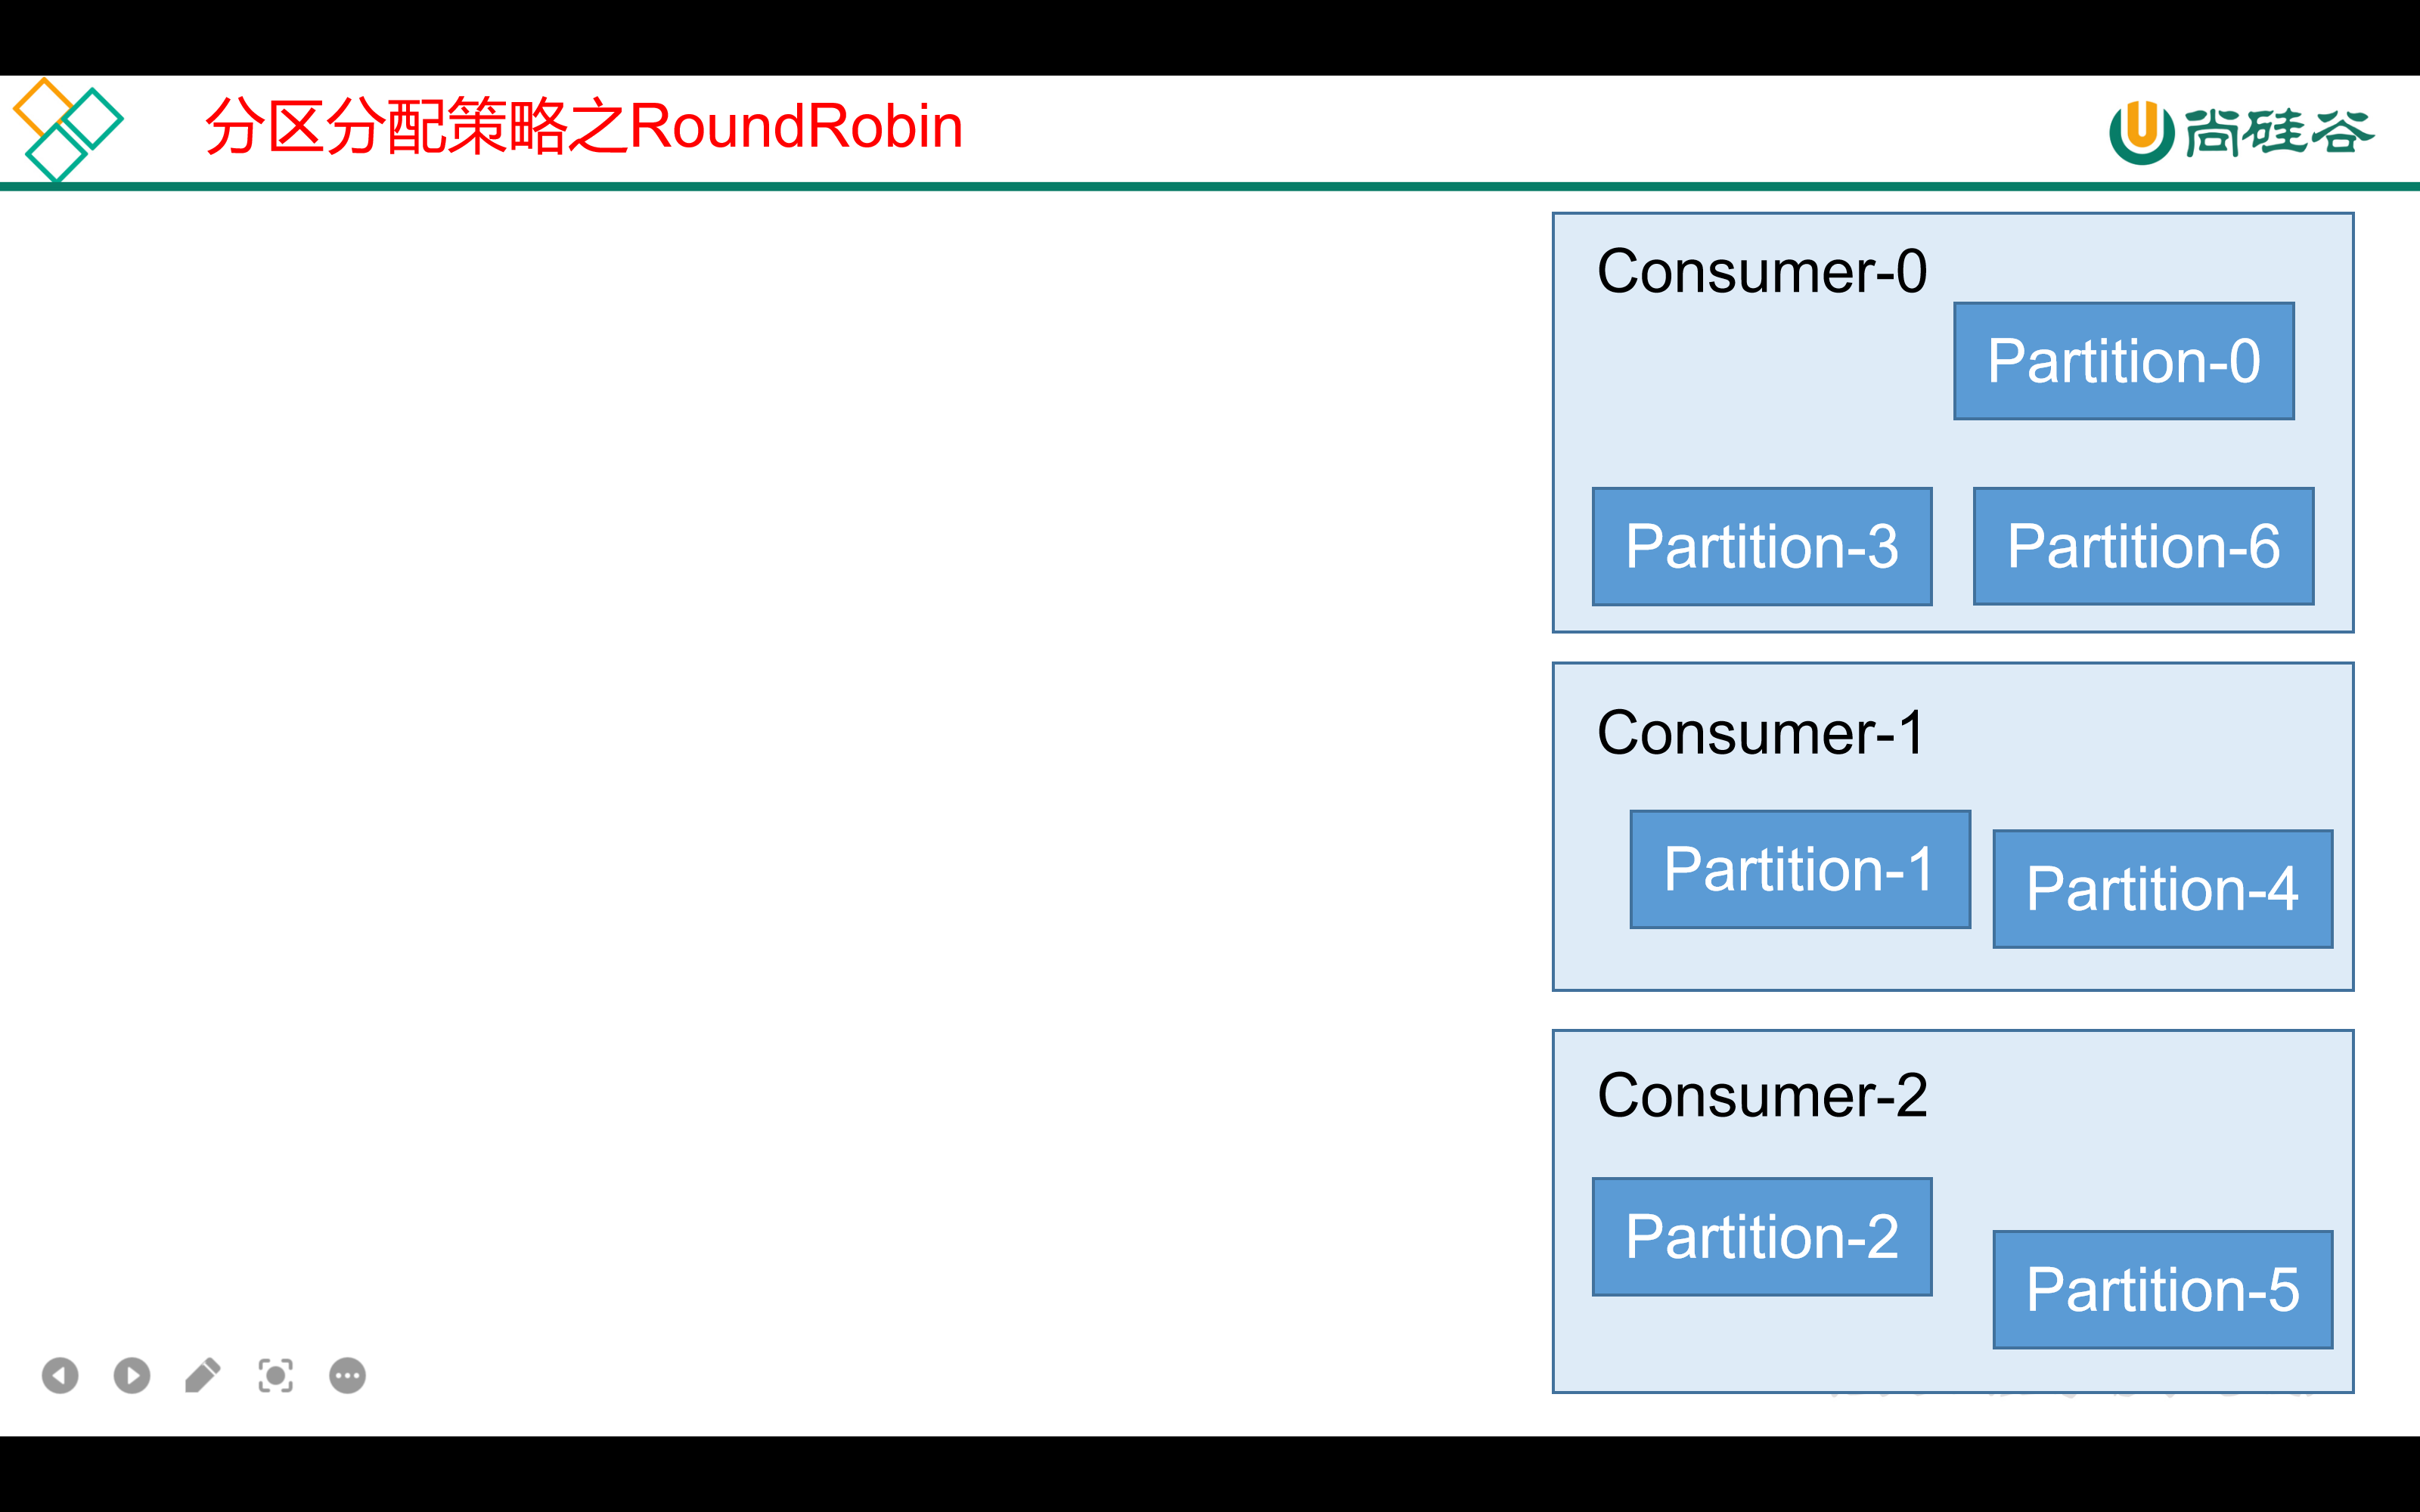 分区分配策略之RoundRobin
尚硅谷
Consumer-0
Partition-0
Partition-3
Partition-6
Consumer-1
Partition-1
Partition-4
Consumer-2
Partition-2
Partition-5